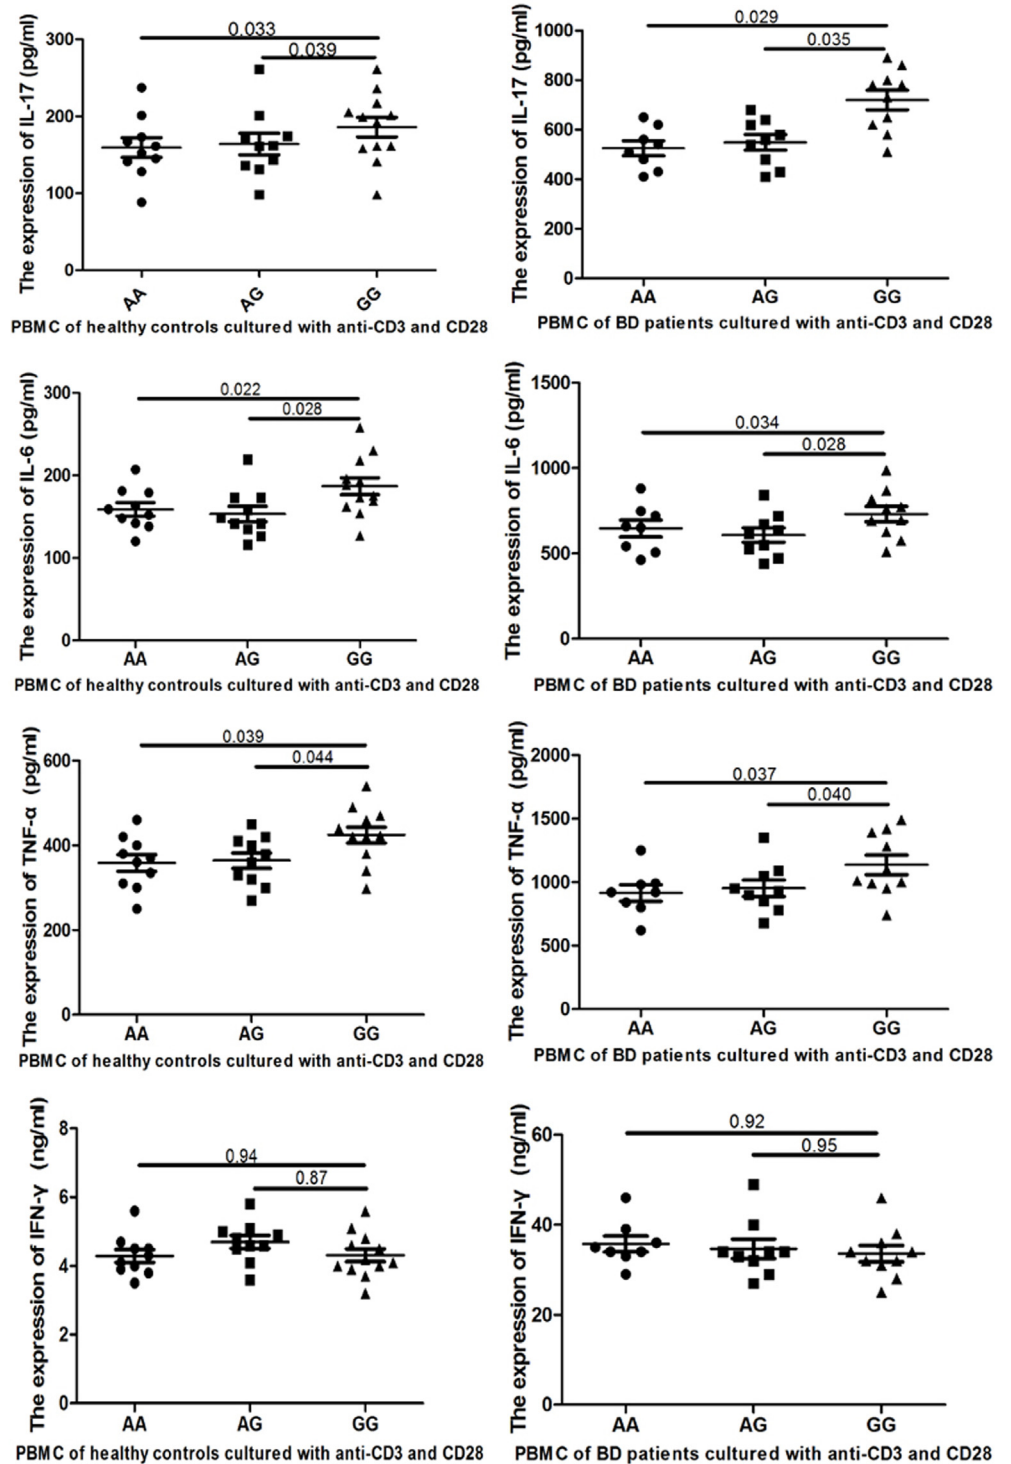 The expression of IL-17 (pg/ml)
300
200
100
0
0.033
0.039
AA
AG
GG
PBMC of healthy controls cultured with anti-CD3 and CD28
The expression of IL-17 (pg/ml)
1000
800
600
400
200
0
0.029
0.035
AA
AG
GG
PBMC of BD patients cultured with anti-CD3 and CD28
The expression of IL-6 (pg/ml)
300
200
100
0
0.022
0.028
AA
AG
GG
PBMC of healthy controuls cultured with anti-CD3 and CD28
The expression of IL-6 (pg/ml)
1500
1000
500
0
0.034
0.028
AA
AG
GG
PBMC of BD patients cultured with anti-CD3 and CD28
The expression of TNF-α (pg/ml)
600
400
200
0
0.039
0.044
AA
AG
GG
PBMC of healthy controls cultured with anti-CD3 and CD28
The expression of TNF-α (pg/ml)
2000
1500
1000
500
0
0.037
0.040
AA
AG
GG
PBMC of BD patients cultured with anti-CD3 and CD28
The expression of IFN-γ (ng/ml)
8
6
4
2
0
0.94
0.87
AA
AG
GG
PBMC of healthy controls cultured with anti-CD3 and CD28
The expression of IFN-γ (ng/ml)
60
40
20
0
0.92
0.95
AA
AG
GG
PBMC of BD patients cultured with anti-CD3 and CD28